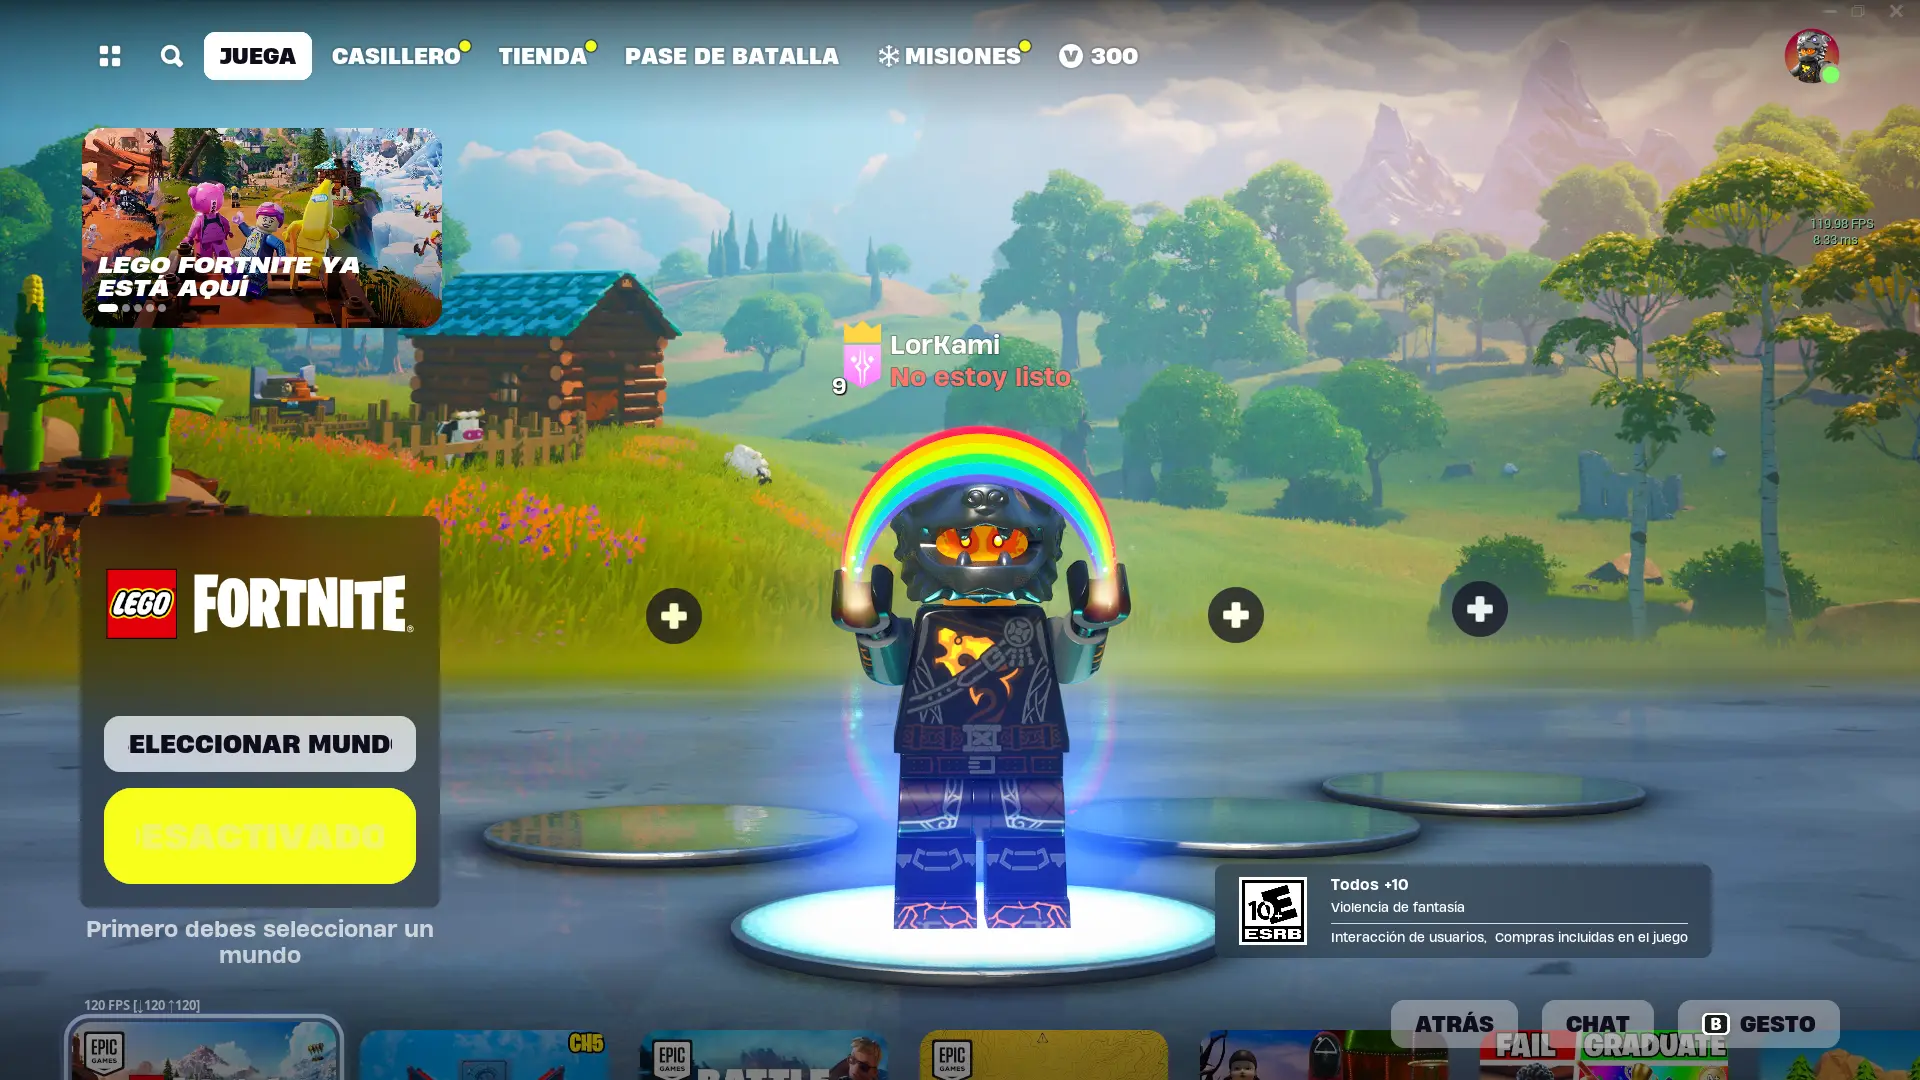 JUEGA
CASILLERO
TIENDA
PASE DE BATALLA
MISIONES
V 300
LEGO FORTNITE YA
ESTÁ AQUÍ
119.98 FPS
8.33 ms
LorKami
9
No estoy listo
LEGO FORTNITE
ELECCIONAR MUND
ESACTIVADO
Primero debes seleccionar un
mundo
10 E
ESRB
Todos +10
Violencia de fantasía
Interacción de usuarios, Compras incluidas en el juego
120 FPS [↓120 ↑120]
ATRÁS
CHAT
B GESTO
EPIC
GAMES
CH5
EPIC
GAMES
BATTLE
EPIC
GAMES
FAIL
GRADUATE